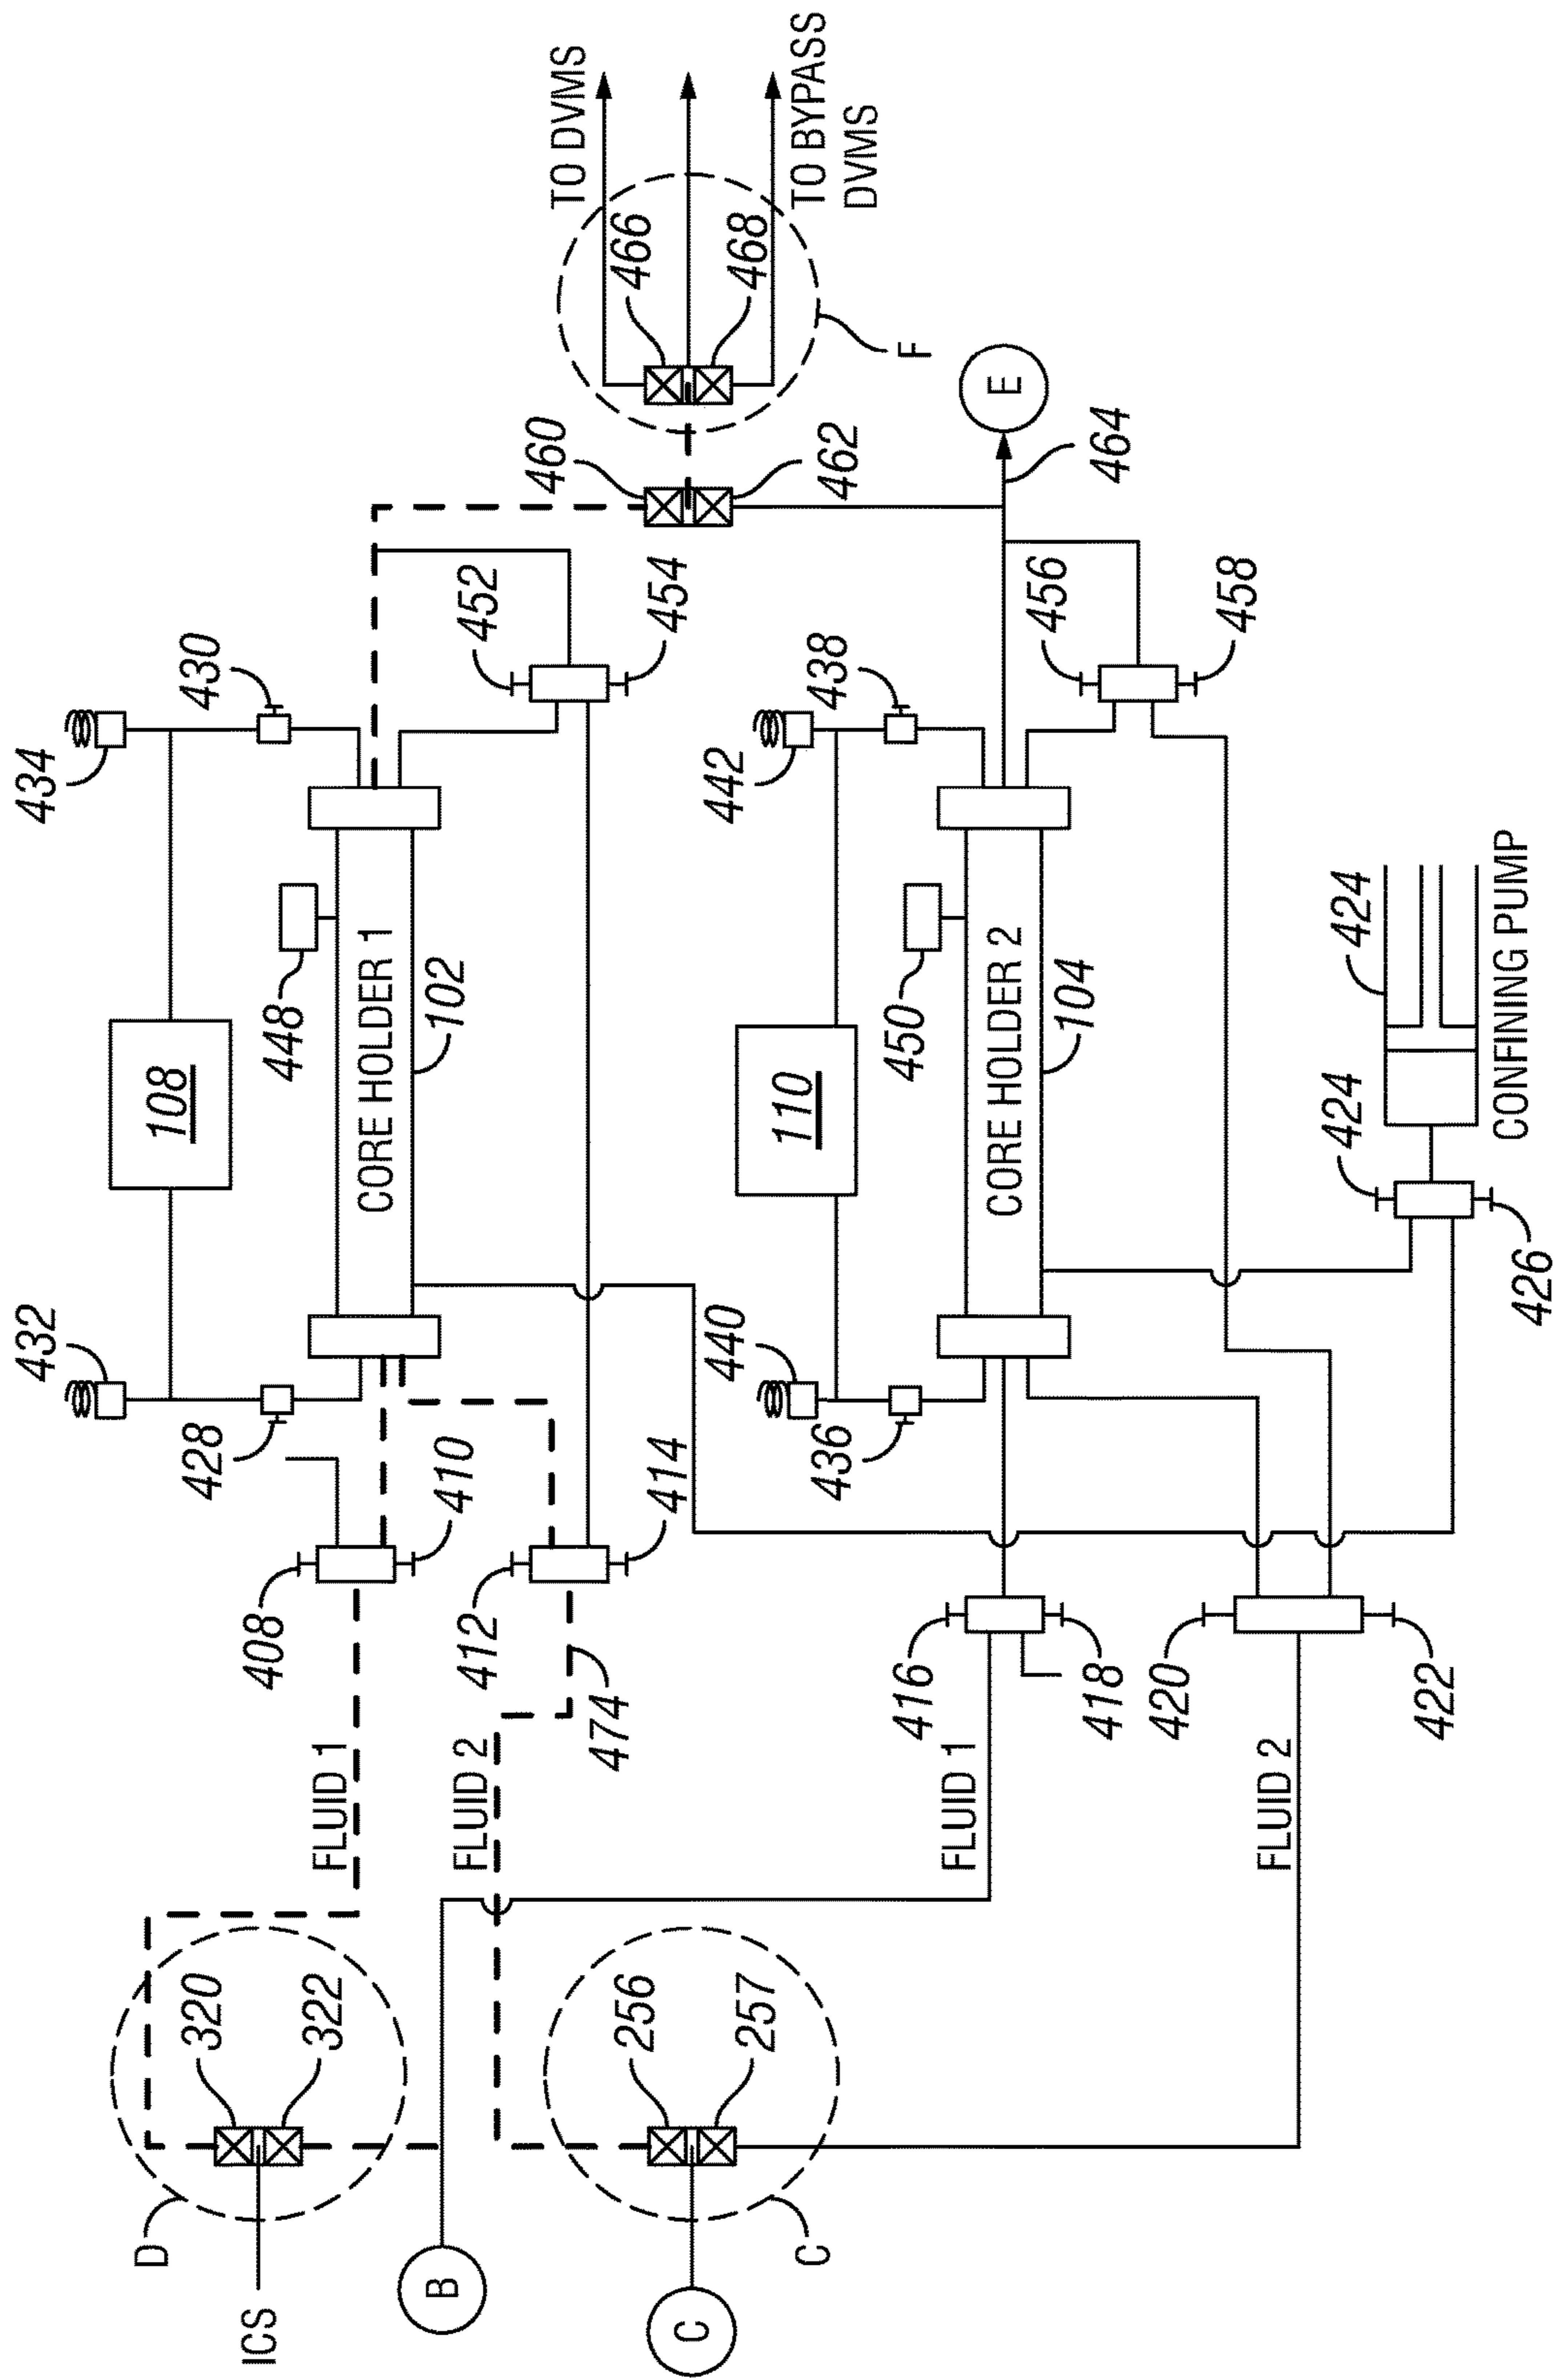 432
434
108
428
430
448
CORE HOLDER 1
102
408
410
412
414
474
452
454
FLUID 1
FLUID 2
D
320
322
ICS
B
C
256
257
C
460
462
466
468
F
TO DVMS
TO BYPASS
DVMS
440
442
110
436
438
450
CORE HOLDER 2
104
416
418
420
422
FLUID 1
FLUID 2
456
458
464
E
424
424
426
CONFINING PUMP